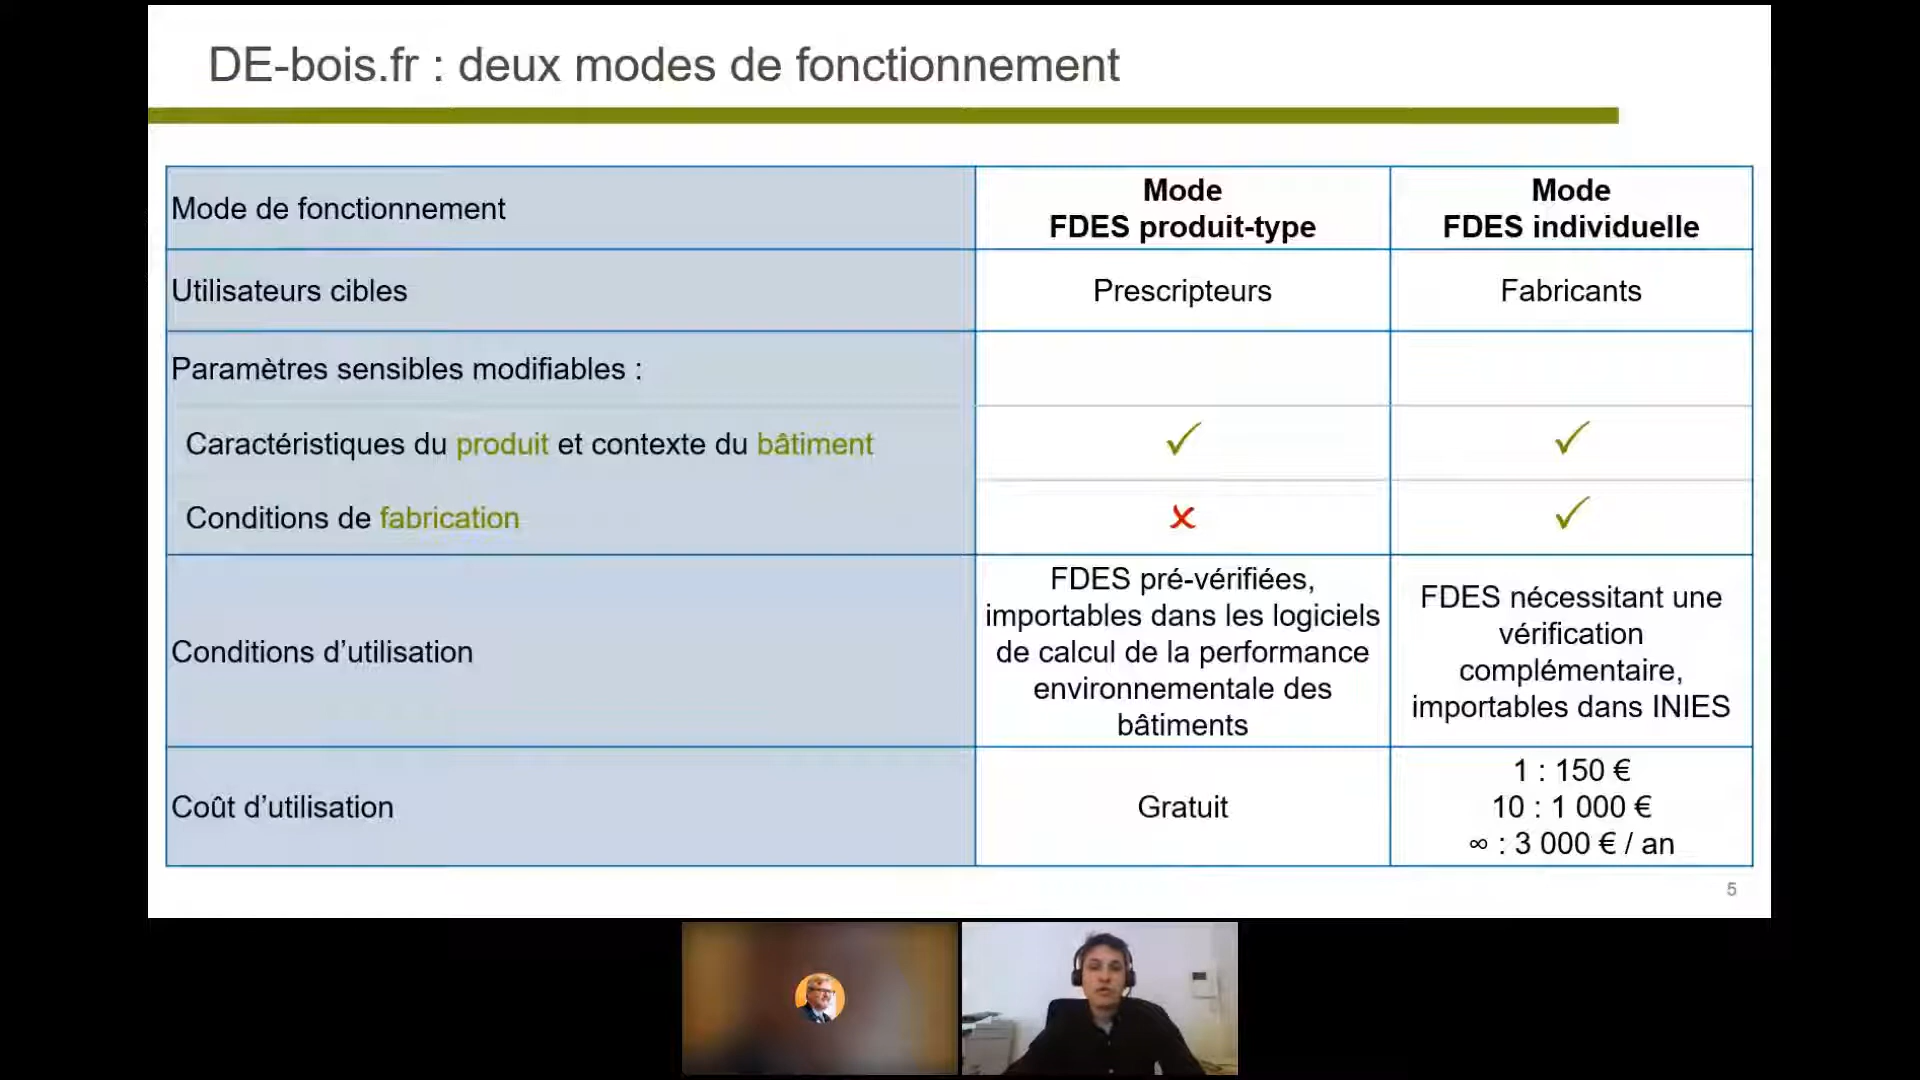 DE-bois.fr : deux modes de fonctionnement
Mode de fonctionnement
Mode
FDES produit-type
Mode
FDES individuelle
Utilisateurs cibles
Prescripteurs
Fabricants
Paramètres sensibles modifiables :
Caractéristiques du produit et contexte du bâtiment
✓
✓
Conditions de fabrication
✗
✓
Conditions d’utilisation
FDES pré-vérifiées,
importables dans les logiciels
de calcul de la performance
environnementale des
bâtiments
FDES nécessitant une
vérification
complémentaire,
importables dans INIES
Coût d’utilisation
Gratuit
1 : 150 €
10 : 1 000 €
∞ : 3 000 € / an
5